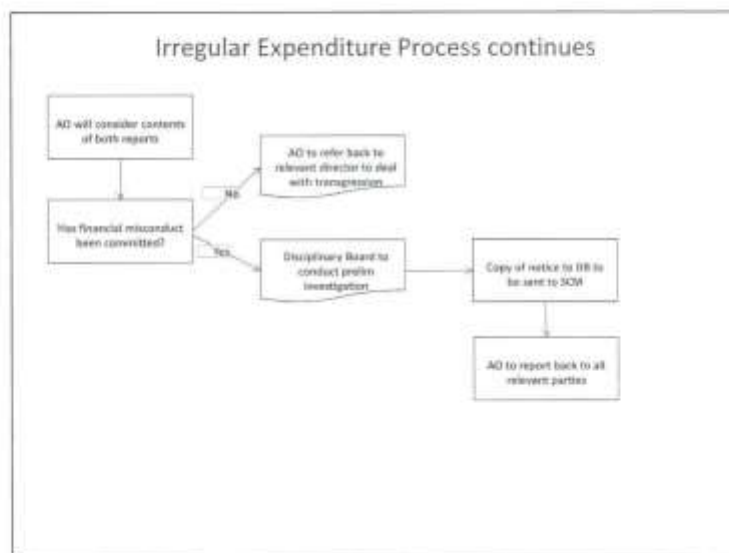 Irregular Expenditure Process continues
AO will consider contents
of both reports
AO to refer back to
relevant director to deal
with transgression
No
Has financial misconduct
been committed?
Yes
Disciplinary Board to
conduct prelim
investigation
Copy of notice to
be sent to SCM
AO to report back to all
relevant parties